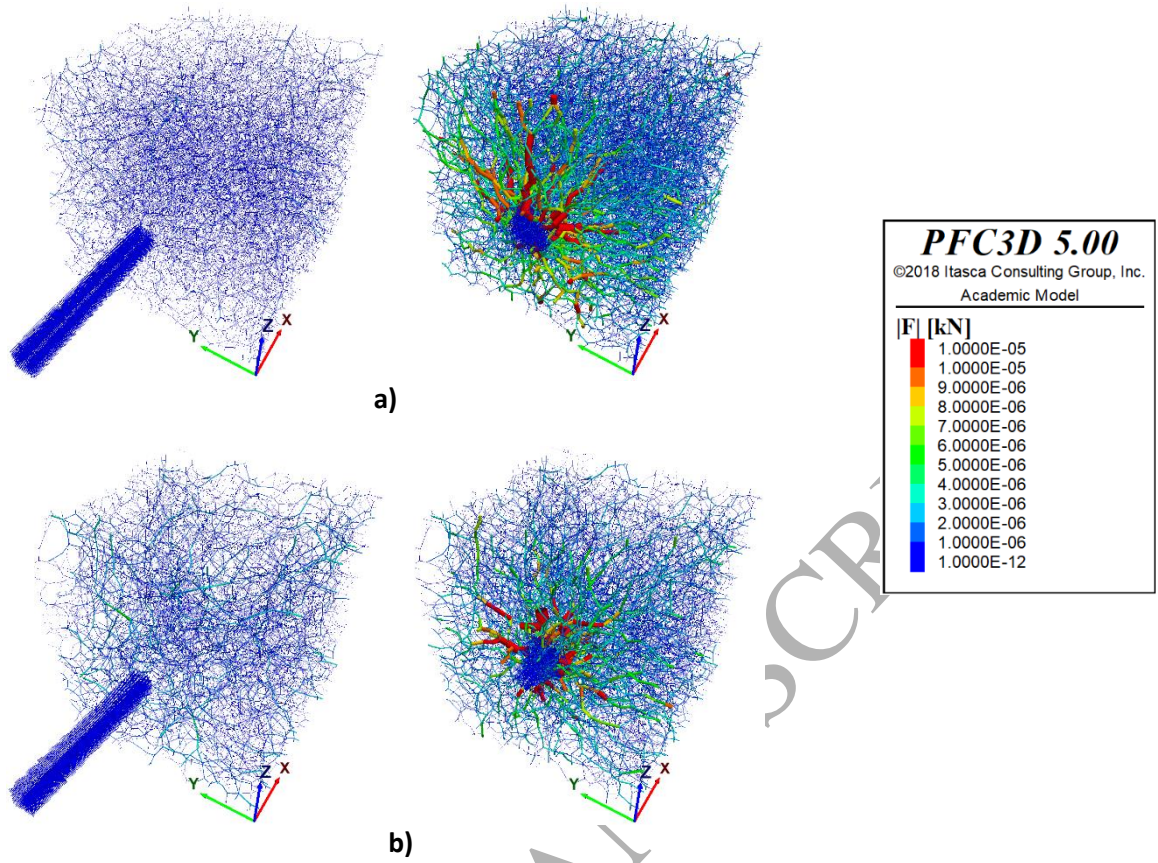 Y
Z
X
Y
Z
X
a)
PFC3D 5.00
©2018 Itasca Consulting Group, Inc.
Academic Model
|F| [kN]
1.0000E-05
1.0000E-05
9.0000E-06
8.0000E-06
7.0000E-06
6.0000E-06
5.0000E-06
4.0000E-06
3.0000E-06
2.0000E-06
1.0000E-06
1.0000E-12
Y
Z
X
Y
Z
X
b)